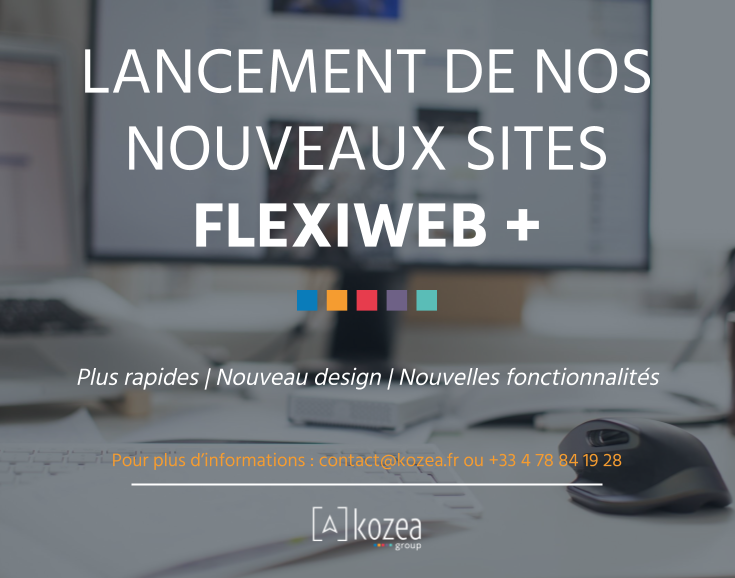 LANCEMENT DE NOS
NOUVEAUX SITES
FLEXIWEB +
Plus rapides | Nouveau design | Nouvelles fonctionnalités
Pour plus d'informations : contact@kozea.fr ou +33 4 78 84 19 28
[A]kozea
group